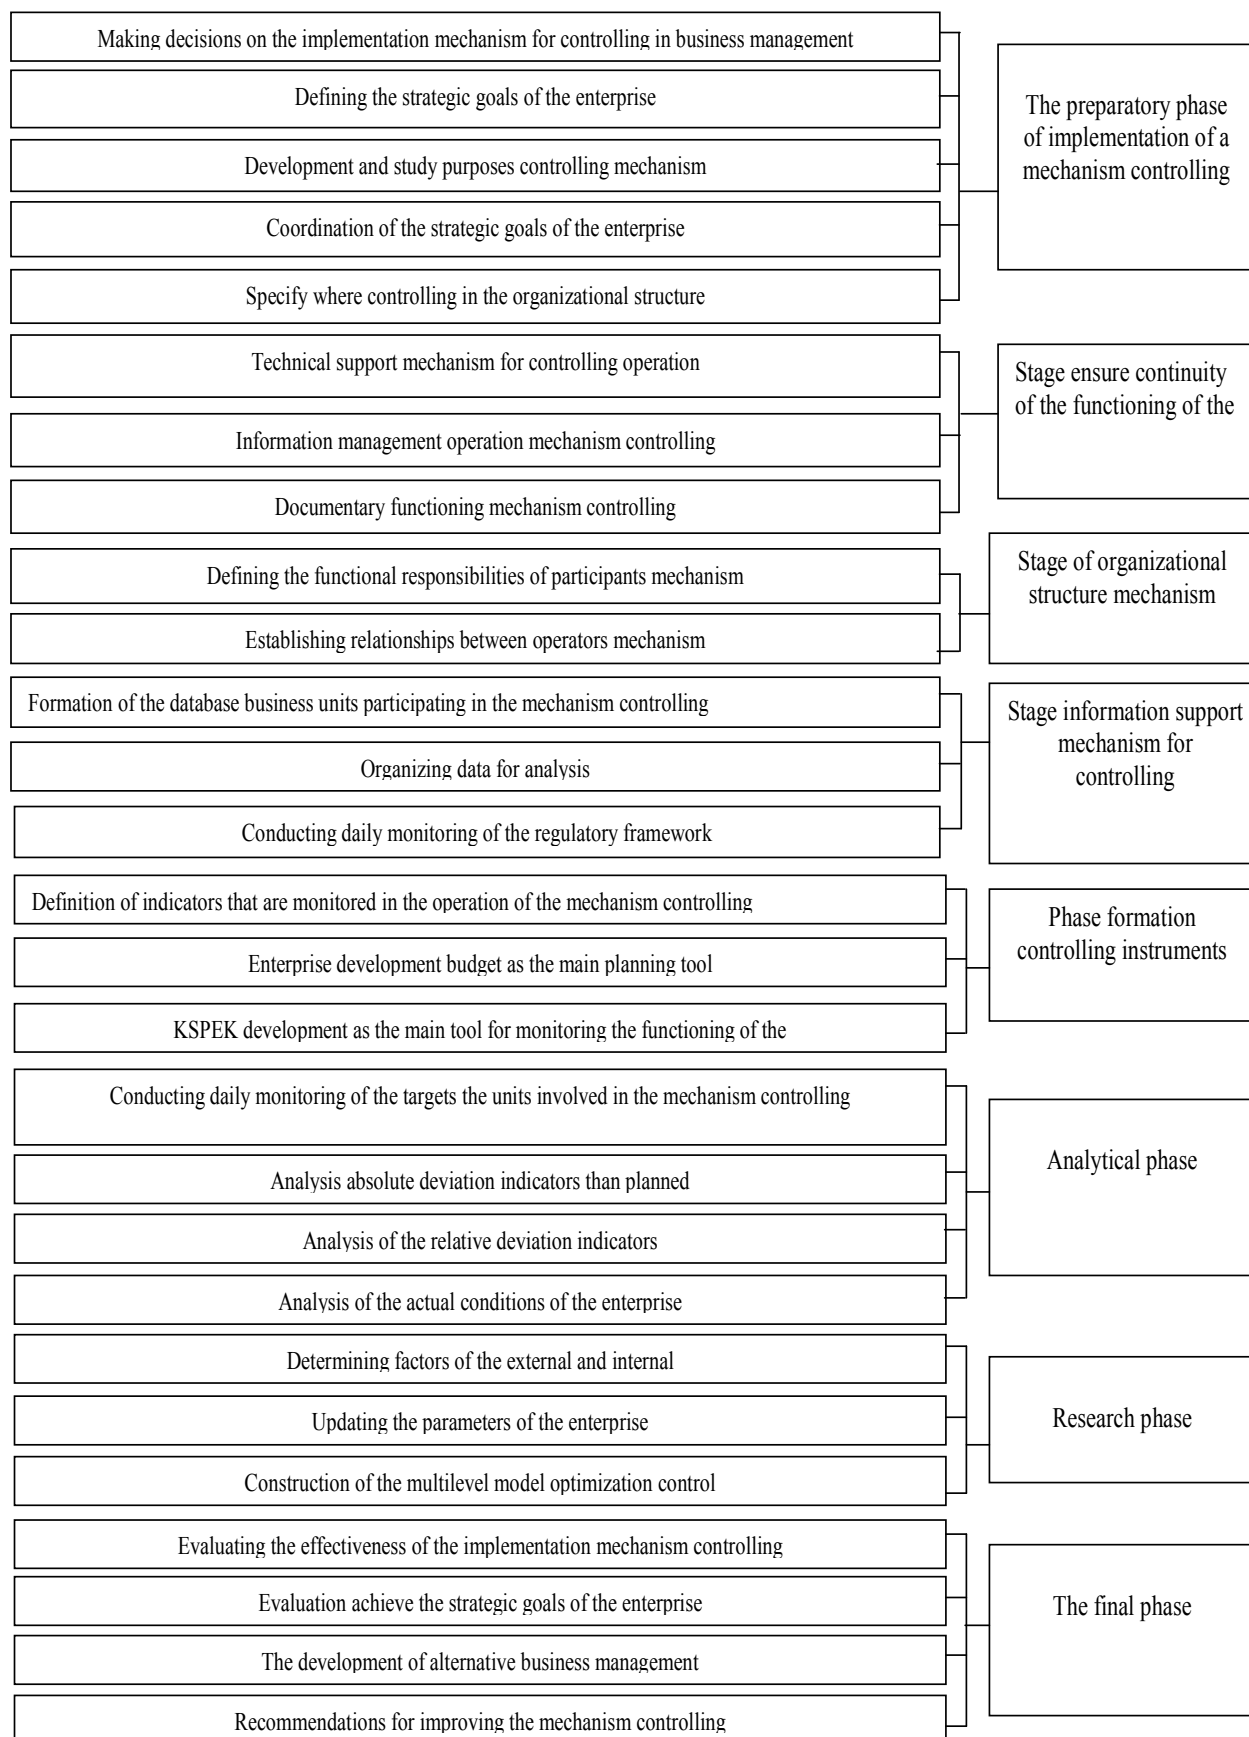 Making decisions on the implementation mechanism for controlling in business management
Defining the strategic goals of the enterprise
Development and study purposes controlling mechanism
Coordination of the strategic goals of the enterprise
Specify where controlling in the organizational structure
The preparatory phase
of implementation of a
mechanism controlling
Technical support mechanism for controlling operation
Information management operation mechanism controlling
Documentary functioning mechanism controlling
Stage ensure continuity
of the functioning of the
Defining the functional responsibilities of participants mechanism
Establishing relationships between operators mechanism
Stage of organizational
structure mechanism
Formation of the database business units participating in the mechanism controlling
Organizing data for analysis
Conducting daily monitoring of the regulatory framework
Stage information support
mechanism for
controlling
Definition of indicators that are monitored in the operation of the mechanism controlling
Enterprise development budget as the main planning tool
KSPEK development as the main tool for monitoring the functioning of the
Phase formation
controlling instruments
Conducting daily monitoring of the targets the units involved in the mechanism controlling
Analysis absolute deviation indicators than planned
Analysis of the relative deviation indicators
Analysis of the actual conditions of the enterprise
Analytical phase
Determining factors of the external and internal
Updating the parameters of the enterprise
Construction of the multilevel model optimization control
Research phase
Evaluating the effectiveness of the implementation mechanism controlling
Evaluation achieve the strategic goals of the enterprise
The development of alternative business management
Recommendations for improving the mechanism controlling
The final phase